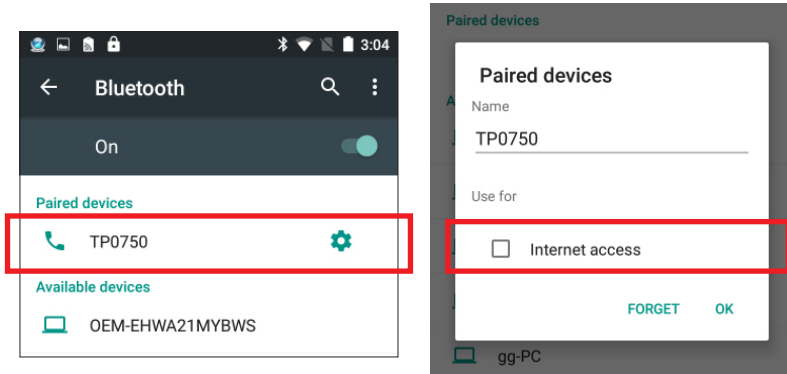 3:04
Bluetooth
On
Paired devices
TP0750
Available devices
OEM-EHWA21MYBWS
Paired devices
Paired devices
Name
TP0750
Use for
Internet access
FORGET OK
gg-PC